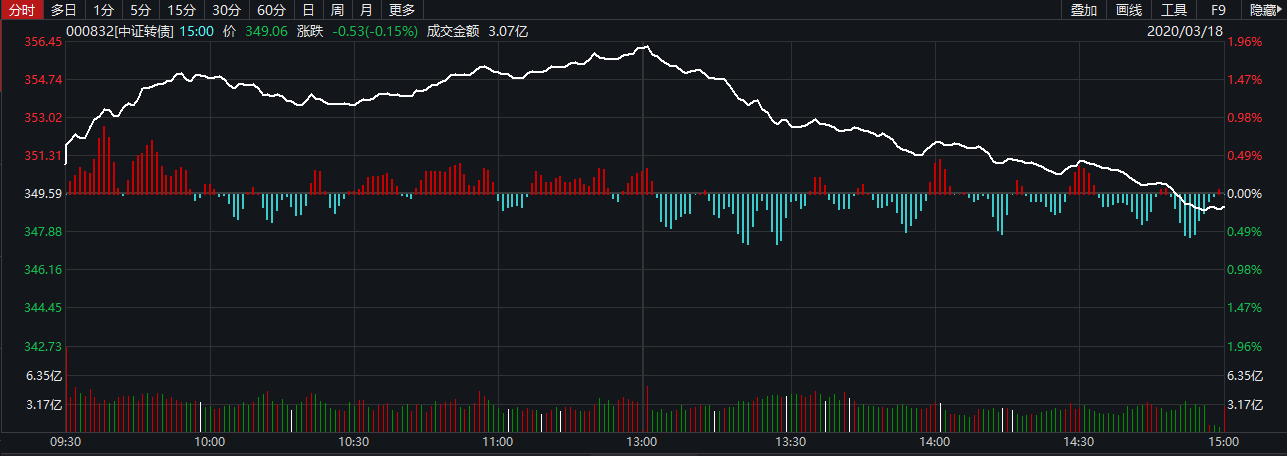 分时 多日 1分 5分 15分 30分 60分 日 周 月 更多 叠加 画线 工具 F9 隐藏
000832[中证转债] 15:00 价 349.06 涨跌 -0.53(-0.15%) 成交金额 3.07亿 2020/03/18
356.45 1.96%
354.74 1.47%
353.02 0.98%
351.31 0.49%
349.59 0.00%
347.88 0.49%
346.16 0.98%
344.45 1.47%
342.73 1.96%
6.35亿 6.35亿
3.17亿 3.17亿
09:30 10:00 10:30 11:00 13:00 13:30 14:00 14:30 15:00